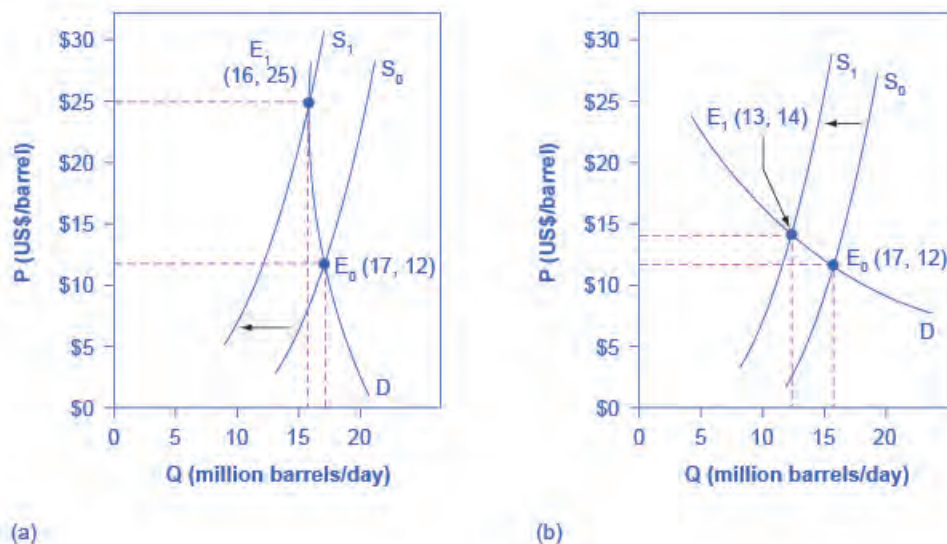 $30
$25
$20
$15
$10
$5
$0
P (US$/barrel)
E1
(16, 25)
S1
S0
E0 (17, 12)
D
0
5
10
15
20
Q (million barrels/day)
(a)
$30
$25
$20
$15
$10
$5
$0
P (US$/barrel)
S1
S0
E1 (13, 14)
E0 (17, 12)
D
0
5
10
15
20
Q (million barrels/day)
(b)